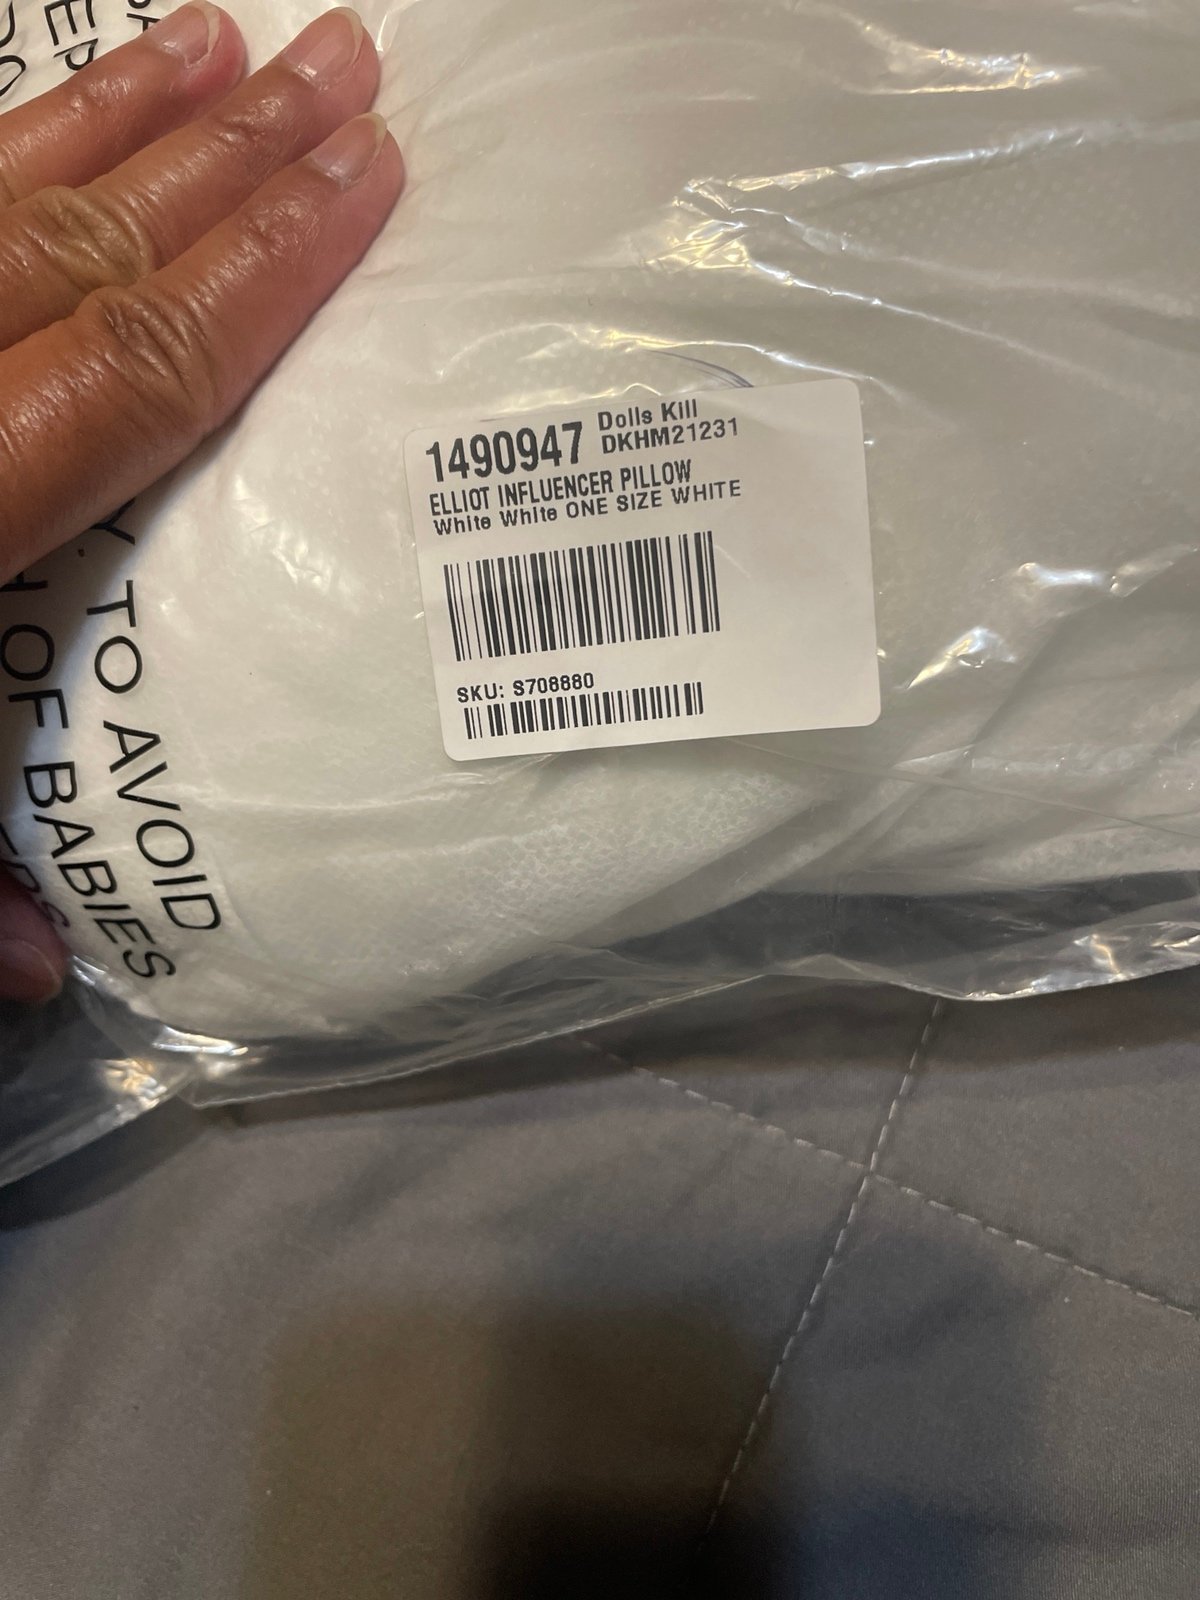 1490947 Dolls Kill
DKHM21231
ELLIOT INFLUENCER PILLOW
White White ONE SIZE WHITE
SKU: S708880
TO AVOID
OF BABIES